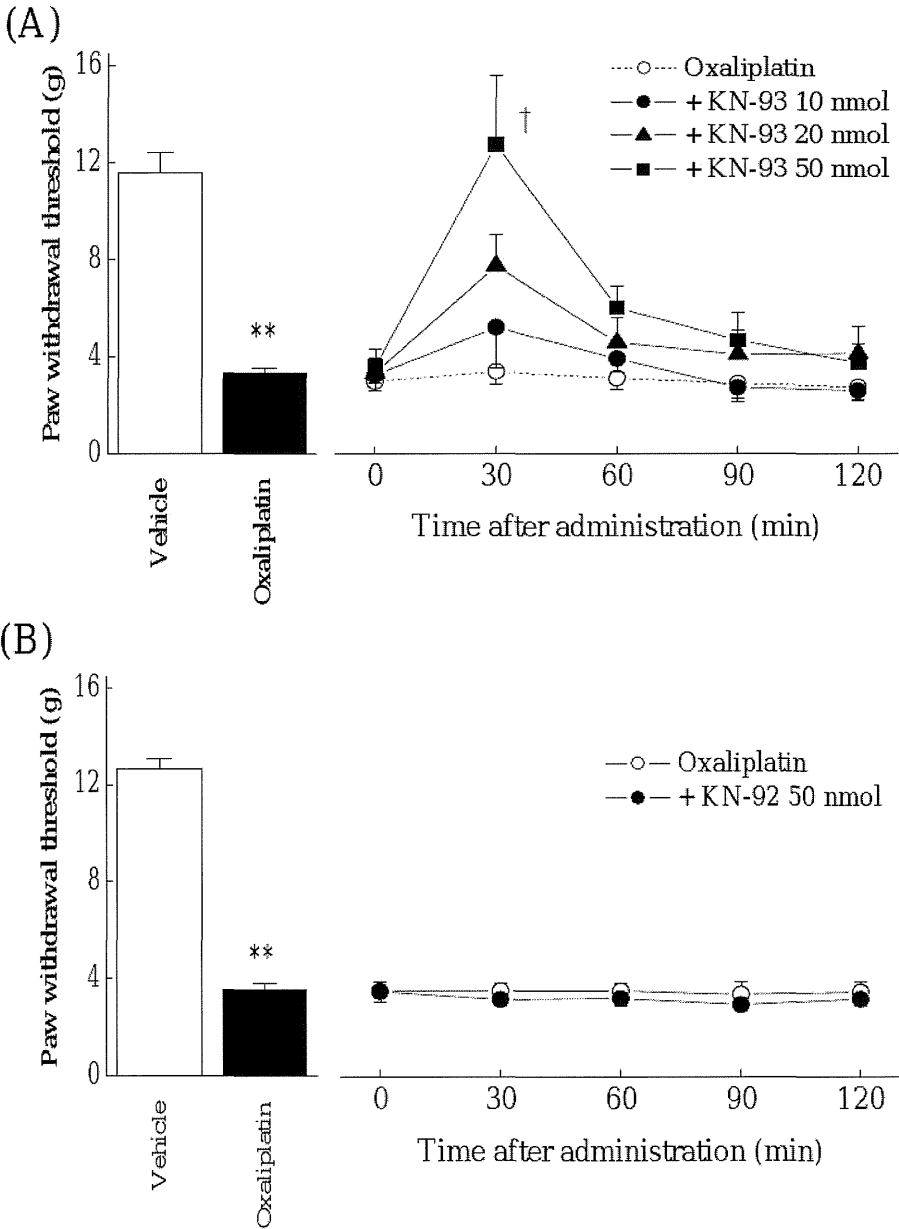 (A)
Paw withdrawal threshold (g)
16
12
8
4
0
**
Vehicle
Oxaliplatin
Oxaliplatin
+KN-93 10 nmol
+KN-93 20 nmol
+KN-93 50 nmol
†
0 30 60 90 120
Time after administration (min)
(B)
Paw withdrawal threshold (g)
16
12
8
4
0
**
Vehicle
Oxaliplatin
Oxaliplatin
+KN-92 50 nmol
0 30 60 90 120
Time after administration (min)